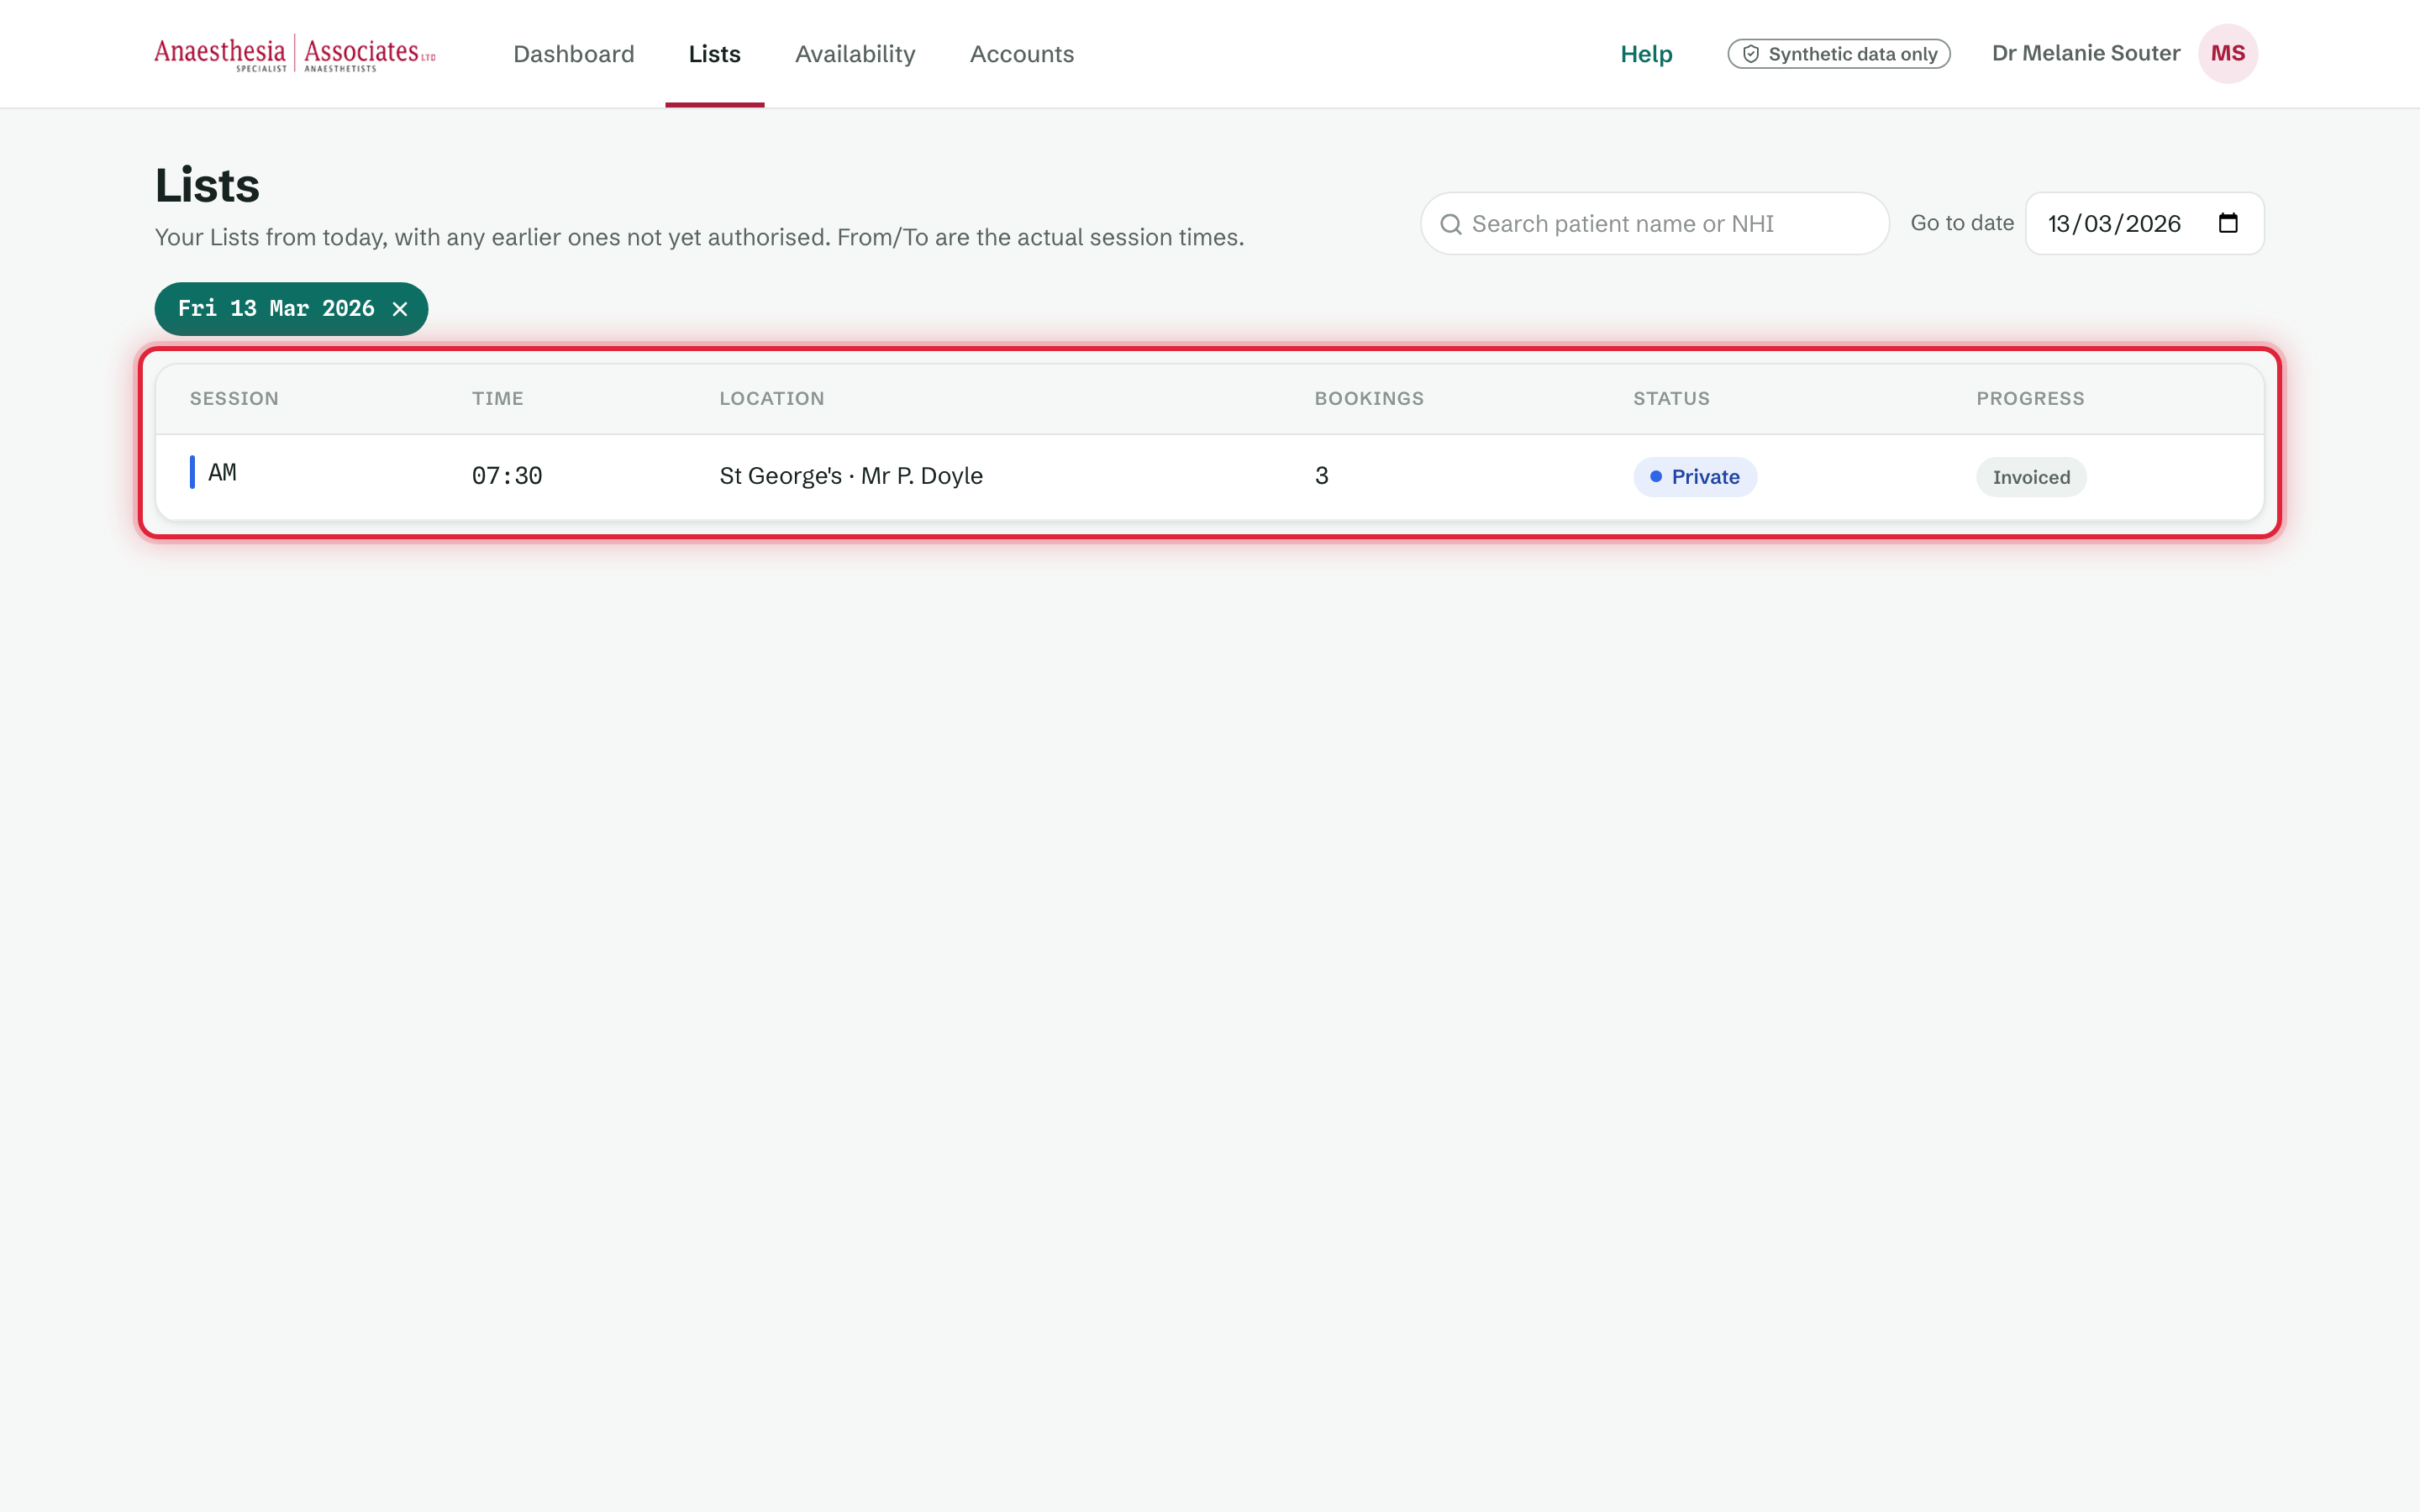 Anaesthesia Associates LTD
SPECIALIST ANAESTHETISTS
Dashboard
Lists
Availability
Accounts
Help
Synthetic data only
Dr Melanie Souter
MS
Lists
Your Lists from today, with any earlier ones not yet authorised. From/To are the actual session times.
Search patient name or NHI
Go to date
13/03/2026
Fri 13 Mar 2026
SESSION TIME LOCATION BOOKINGS STATUS PROGRESS
AM 07:30 St George's · Mr P. Doyle 3 Private Invoiced